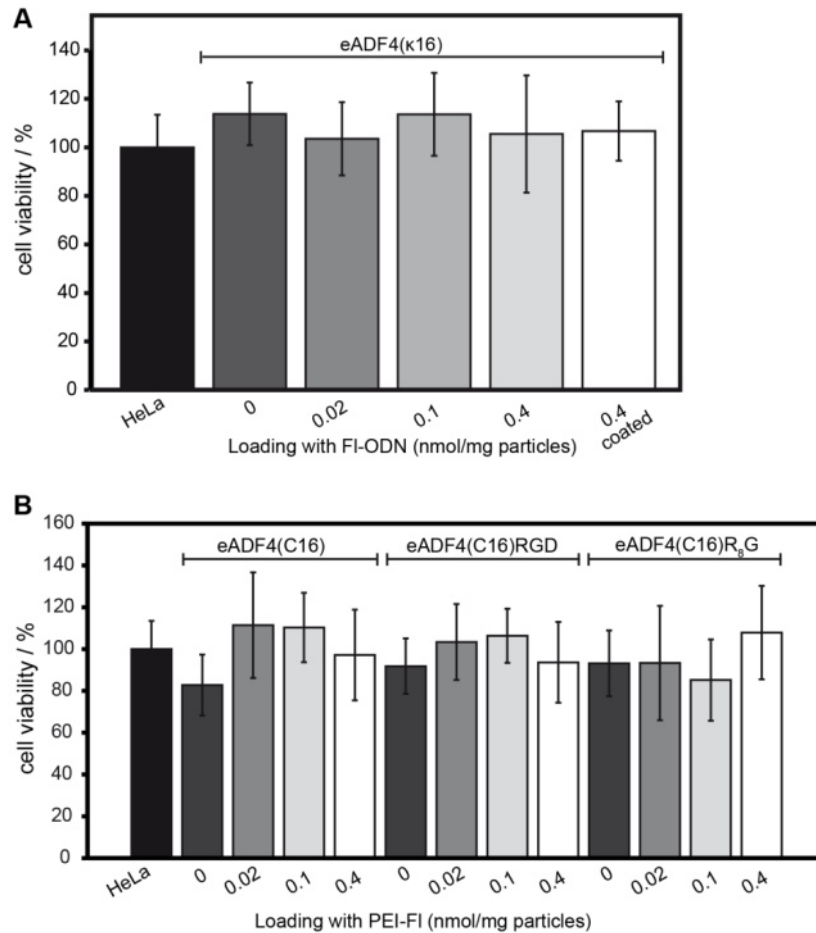 A
eADF4(κ16)
140
120
100
80
60
40
20
0
cell viability / %
HeLa
0
0.02
0.1
0.4
0.4 coated
Loading with Fl-ODN (nmol/mg particles)
B
160
140
120
100
80
60
40
20
0
cell viability / %
eADF4(C16) eADF4(C16)RGD eADF4(C16)R₈G
HeLa 0 0.02 0.1 0.4 0 0.02 0.1 0.4 0 0.02 0.1 0.4
Loading with PEI-Fl (nmol/mg particles)